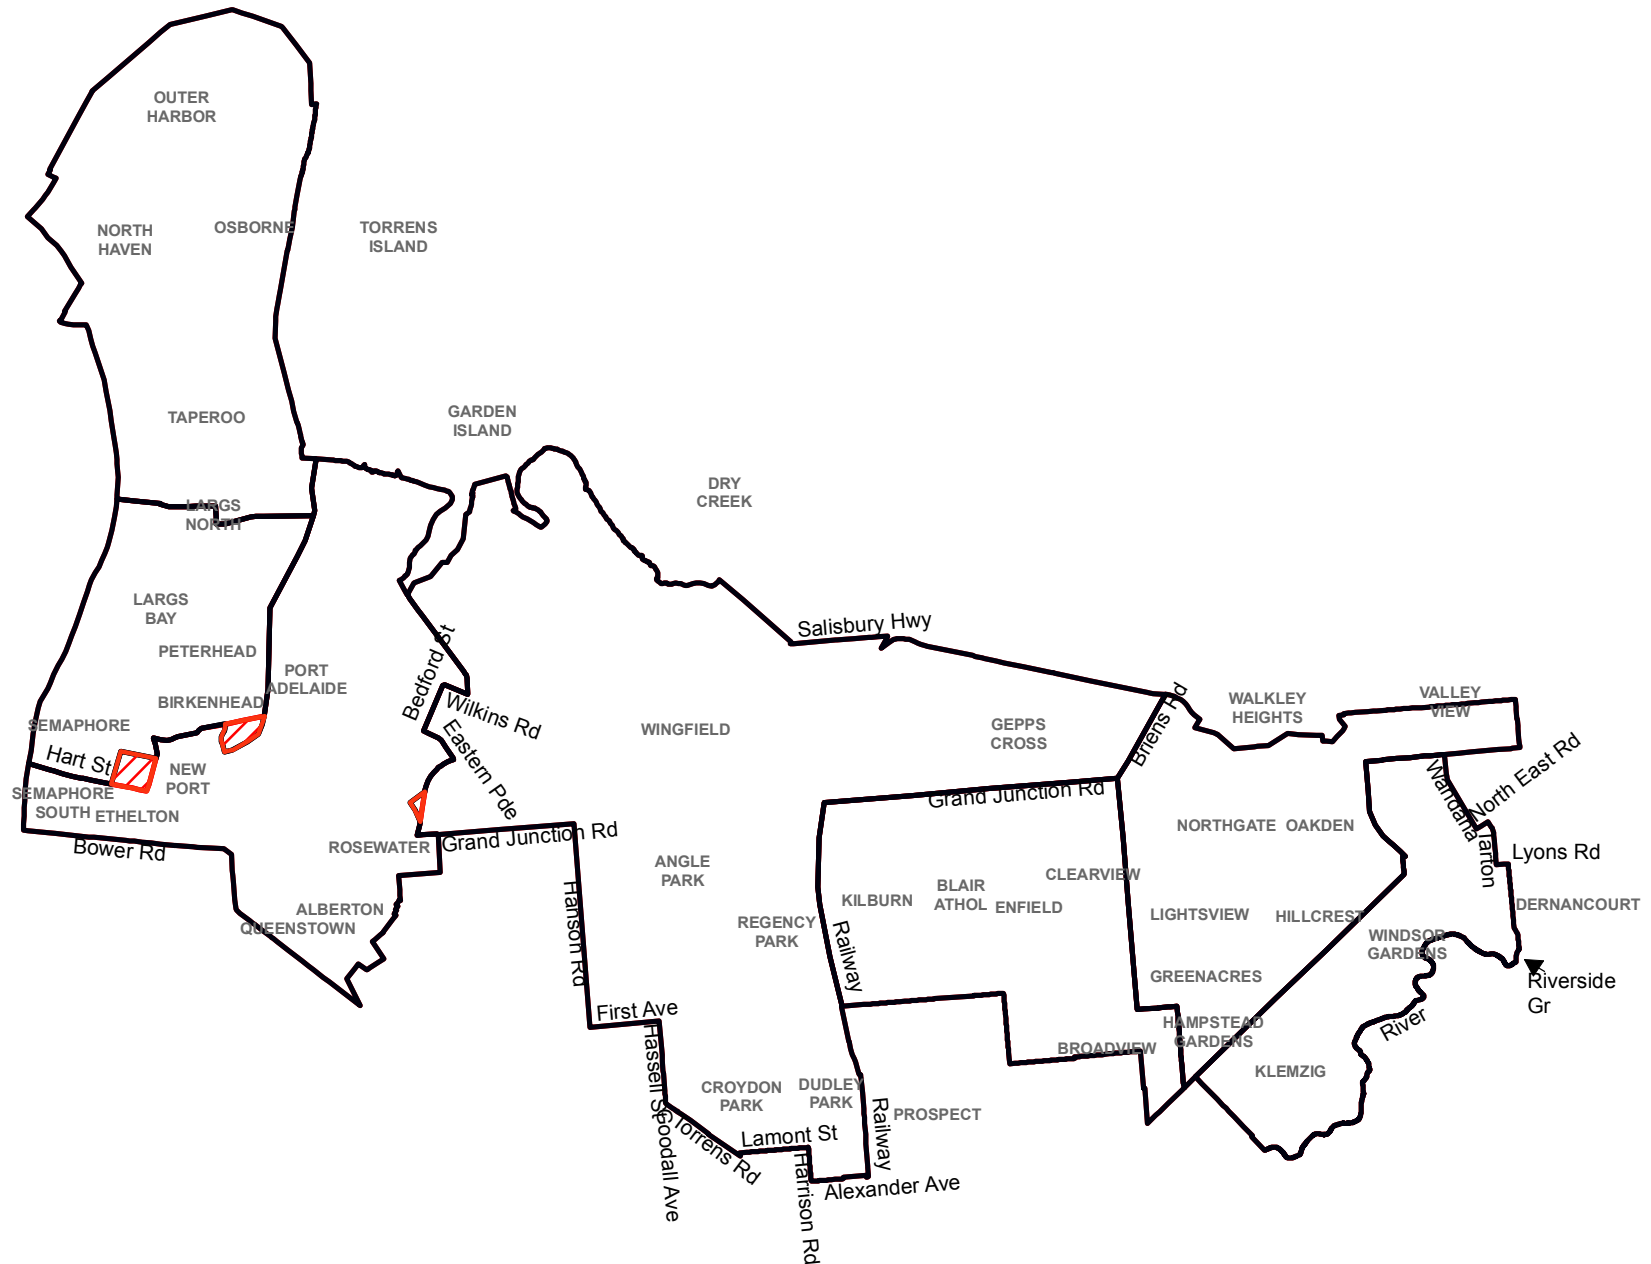 OUTER
HARBOR
NORTH
HAVEN
OSBORNE
TORRENS
ISLAND
TAPEROO
GARDEN
ISLAND
LARGS
NORTH
DRY
CREEK
LARGS
BAY
PETERHEAD
PORT
ADELAIDE
BIRKENHEAD
SEMAPHORE
Hart St
NEW
PORT
SEMAPHORE
SOUTH
ETHELTON
Bower Rd
Bedford St
Wilkins Rd
Eastern Pde
ROSEWATER
Grand Junction Rd
ALBERTON
QUEENSTOWN
Salisbury Hwy
WINGFIELD
GEPPS
CROSS
Briens Rd
WALKLEY
HEIGHTS
VALLEY
VIEW
Grand Junction Rd
North East Rd
Wandana
Tarton
Lyons Rd
NORTHGATE
OAKDEN
ANGLE
PARK
Hanson Rd
REGENCY
PARK
KILBURN
BLAIR
ATHOL
ENFIELD
CLEARVIEW
LIGHTSVIEW
HILLCREST
DERNANCOURT
WINDSOR
GARDENS
Railway
GREENACRES
Riverside
Gr
River
First Ave
Hassell St
HAMPSTEAD
GARDENS
BROADVIEW
KLEMZIG
CROYDON
PARK
DUDLEY
PARK
PROSPECT
Goodall Ave
Torrens Rd
Lamont St
Harrison Rd
Railway
Alexander Ave